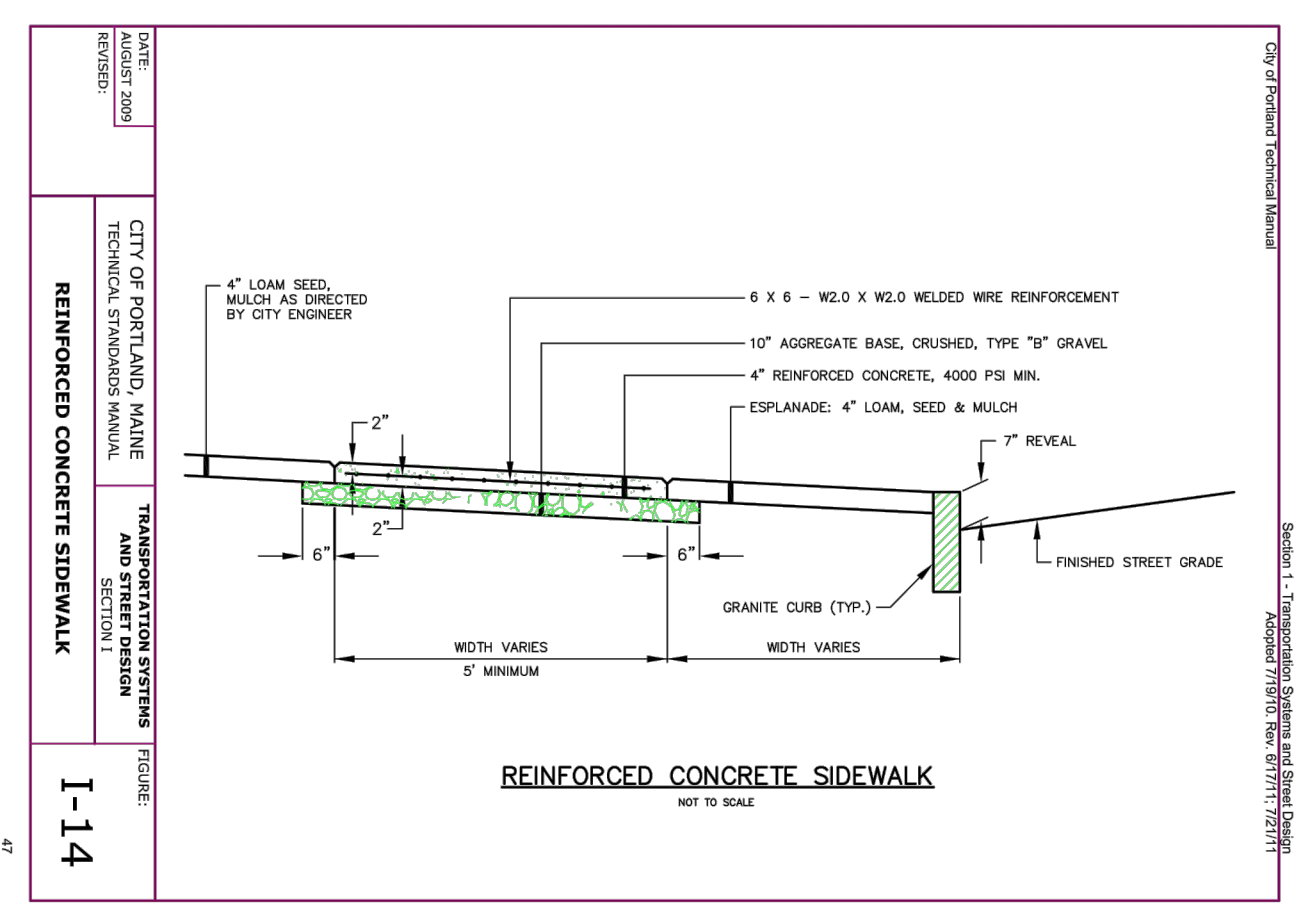 City of Portland Technical Manual
Section 1 - Transportation Systems and Street Design
Adopted 7/19/10. Rev. 6/17/11; 7/21/11
4” LOAM SEED,
MULCH AS DIRECTED
BY CITY ENGINEER
6 X 6 – W2.0 X W2.0 WELDED WIRE REINFORCEMENT
10” AGGREGATE BASE, CRUSHED, TYPE ”B” GRAVEL
4” REINFORCED CONCRETE, 4000 PSI MIN.
ESPLANADE: 4” LOAM, SEED & MULCH
2”
7” REVEAL
2”
6”
6”
FINISHED STREET GRADE
GRANITE CURB (TYP.)
WIDTH VARIES
5’ MINIMUM
WIDTH VARIES
REINFORCED CONCRETE SIDEWALK
NOT TO SCALE
DATE:
AUGUST 2009
REVISED:
CITY OF PORTLAND, MAINE
TECHNICAL STANDARDS MANUAL
REINFORCED CONCRETE SIDEWALK
TRANSPORTATION SYSTEMS
AND STREET DESIGN
SECTION I
FIGURE:
I-14
47